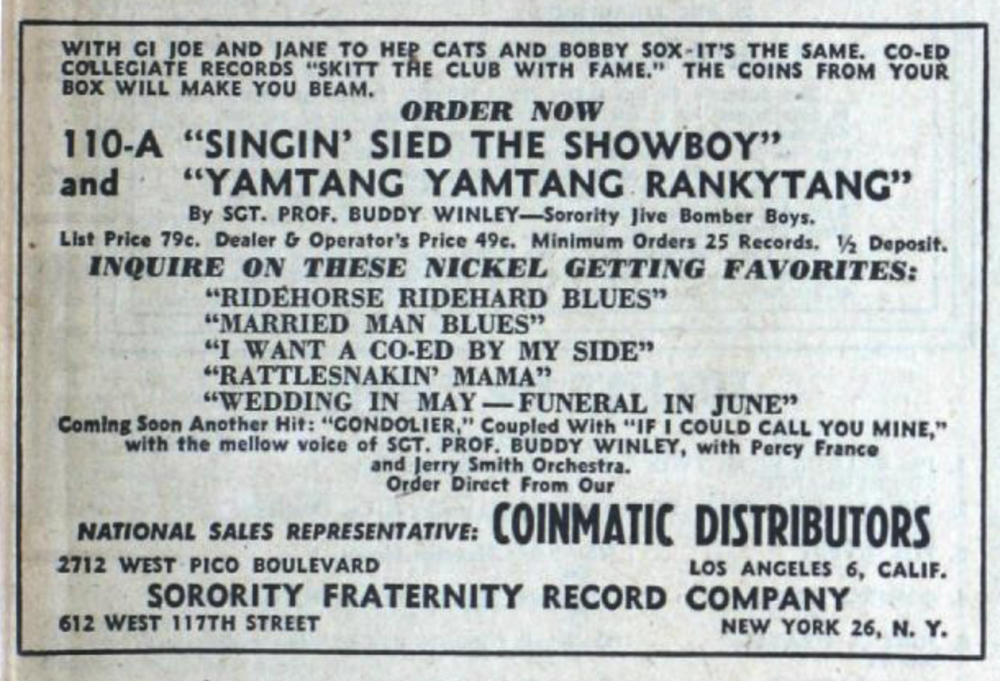 WITH GI JOE AND JANE TO HEP CATS AND BOBBY SOX-IT'S THE SAME. CO-ED
COLLEGIATE RECORDS "SKITT THE CLUB WITH FAME." THE COINS FROM YOUR
BOX WILL MAKE YOU BEAM.
ORDER NOW
110-A "SINGIN' SIED THE SHOWBOY"
and "YAMTANG YAMTANG RANKYTANG"
By SGT. PROF. BUDDY WINLEY—Sorority Jive Bomber Boys.
List Price 79c. Dealer & Operator's Price 49c. Minimum Orders 25 Records. ½ Deposit.
INQUIRE ON THESE NICKEL GETTING FAVORITES:
"RIDEHORSE RIDEHARD BLUES"
"MARRIED MAN BLUES"
"I WANT A CO-ED BY MY SIDE"
"RATTLESNAKIN' MAMA"
"WEDDING IN MAY—FUNERAL IN JUNE"
Coming Soon Another Hit: "GONDOLIER," Coupled With "IF I COULD CALL YOU MINE,"
with the mellow voice of SGT. PROF. BUDDY WINLEY, with Percy France
and Jerry Smith Orchestra.
Order Direct From Our
NATIONAL SALES REPRESENTATIVE: COINMATIC DISTRIBUTORS
2712 WEST PICO BOULEVARD LOS ANGELES 6, CALIF.
SORORITY FRATERNITY RECORD COMPANY
612 WEST 117TH STREET NEW YORK 26, N. Y.